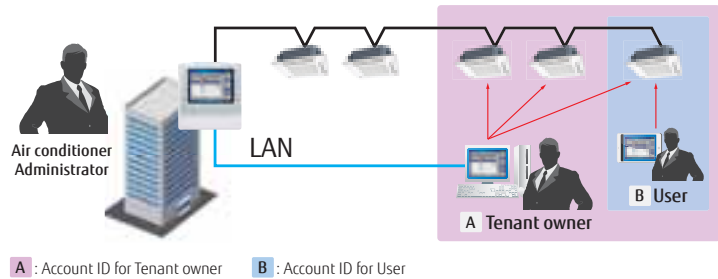 Air conditioner
Administrator
LAN
A Tenant owner
B User
A : Account ID for Tenant owner
B : Account ID for User